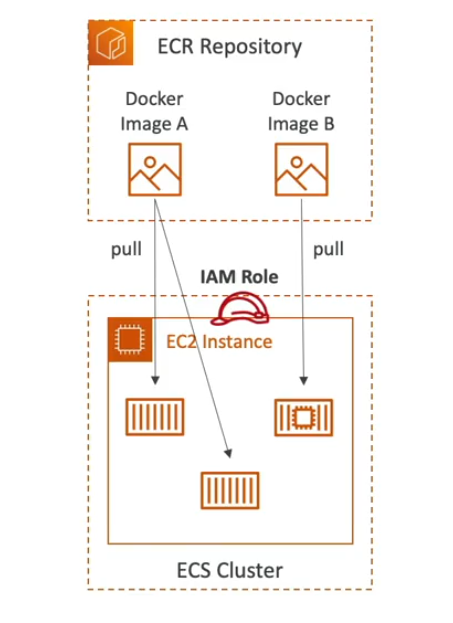 ECR Repository
Docker
Image A
Docker
Image B
pull
pull
IAM Role
EC2 Instance
ECS Cluster